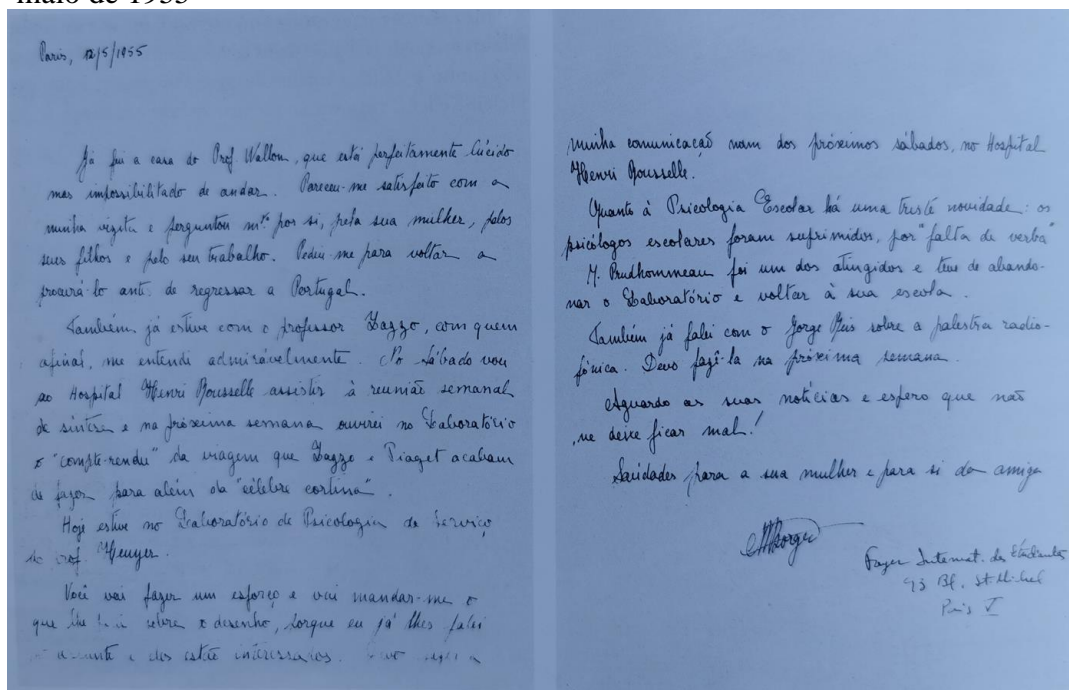 maio de 1955
Paris, 12/5/1955
Já fui a casa do Prof Wallon, que está perfeitamente lúcido
mas impossibilitado de andar. Pareceu-me satisfeito com a
minha visita e perguntou mto por si, pela sua mulher, pelos
seus filhos e pelo seu trabalho. Pediu-me para voltar a
procurá-lo antes de regressar a Portugal.
Também já estive com o professor Zazzo, com quem
afinal, me entendi admiràvelmente. No sábado vou
ao Hospital Henri Rousselle assistir à reunião semanal
de síntese e na próxima semana ouvirei no Laboratório
o "compte-rendu" da viagem que Zazzo e Piaget acabam
de fazer para além da "célebre cortina".
Hoje estive no Laboratório de Psicologia do Serviço
do Prof. Heuyer.
Você vai fazer um esforço e vai mandar-me o
que lhe sobre o desenho, porque eu já lhes falei
no assunto e eles estão interessados.
minha comunicação num dos próximos sábados, no Hospital
Henri Rousselle.
Quanto à Psicologia Escolar há uma triste novidade: os
psicólogos escolares foram suprimidos, por "falta de verba"
M. Prudhommeau foi um dos atingidos e teve de abando-
nar o Laboratório e voltar à sua escola.
Também já falei com o Jorge Reis sobre a palestra radio-
fónica. Devo fazê-la na próxima semana.
Aguardo as suas notícias e espero que não
me deixe ficar mal!
Saüdades para a sua mulher e para si da amiga
MBorges
Foyer Internat. des Étudiantes
93 Bl. St Michel
Paris V